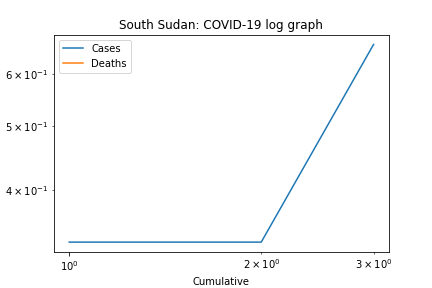 South Sudan: COVID-19 log graph
Cases
Deaths
6 × 10⁻¹
5 × 10⁻¹
4 × 10⁻¹
10⁰
2 × 10⁰
3 × 10⁰
Cumulative